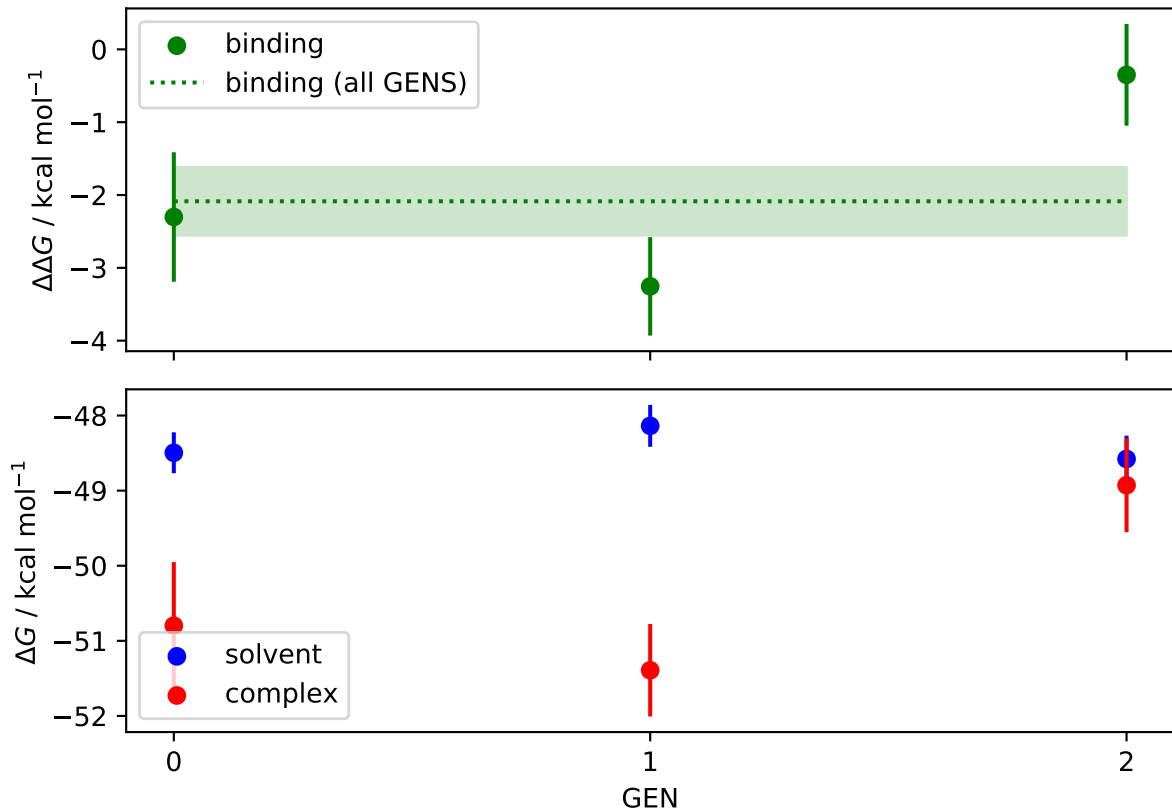 binding
binding (all GENS)
0
−1
−2
−3
−4
ΔΔG / kcal mol⁻¹
−48
−49
−50
−51
−52
ΔG / kcal mol⁻¹
solvent
complex
0 1 2
GEN